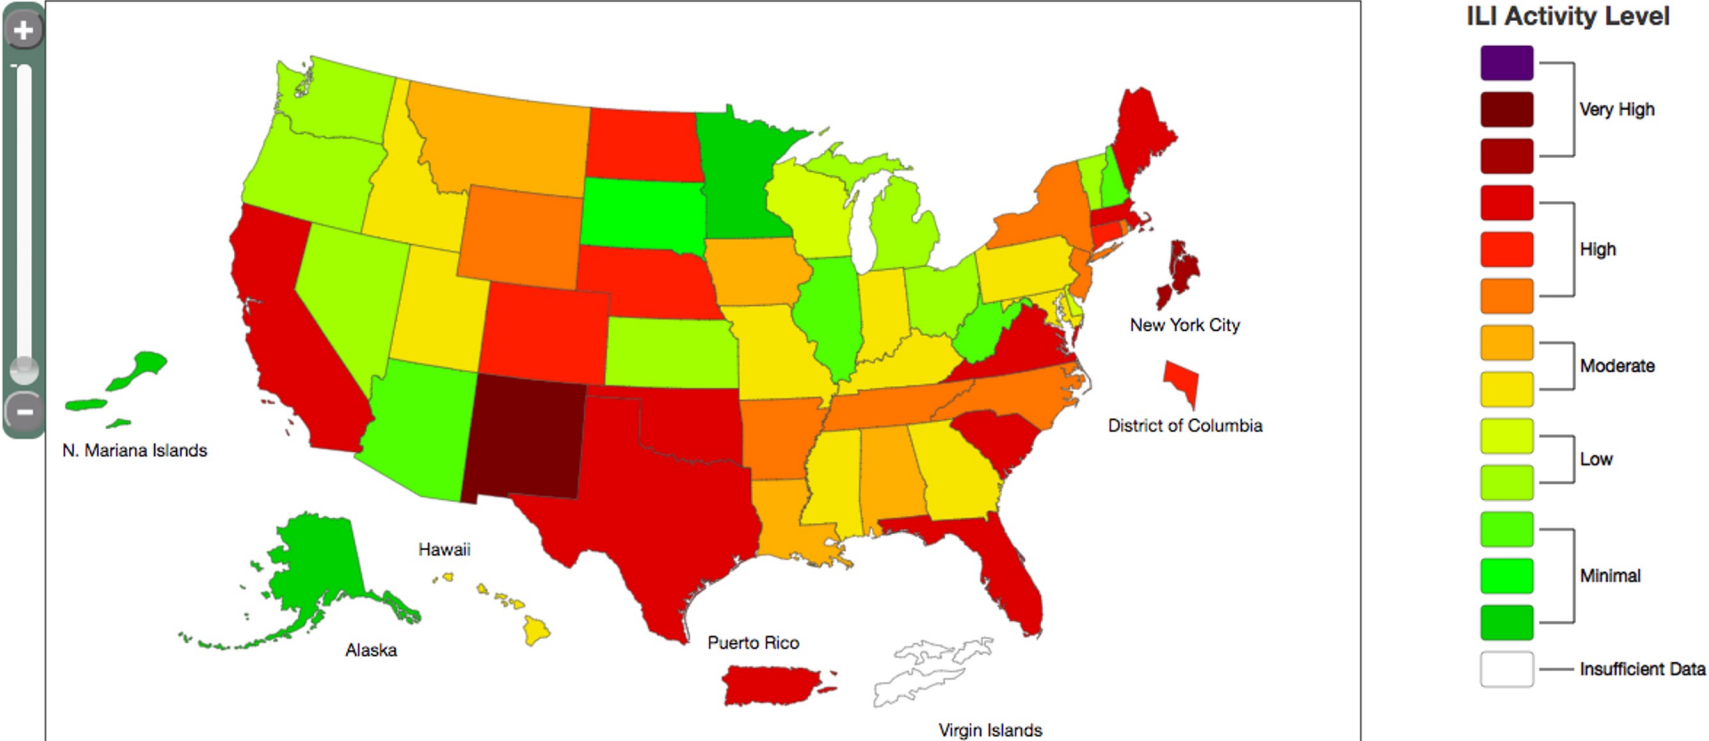 ILI Activity Level
Very High
High
Moderate
Low
Minimal
Insufficient Data
New York City
District of Columbia
N. Mariana Islands
Hawaii
Alaska
Puerto Rico
Virgin Islands